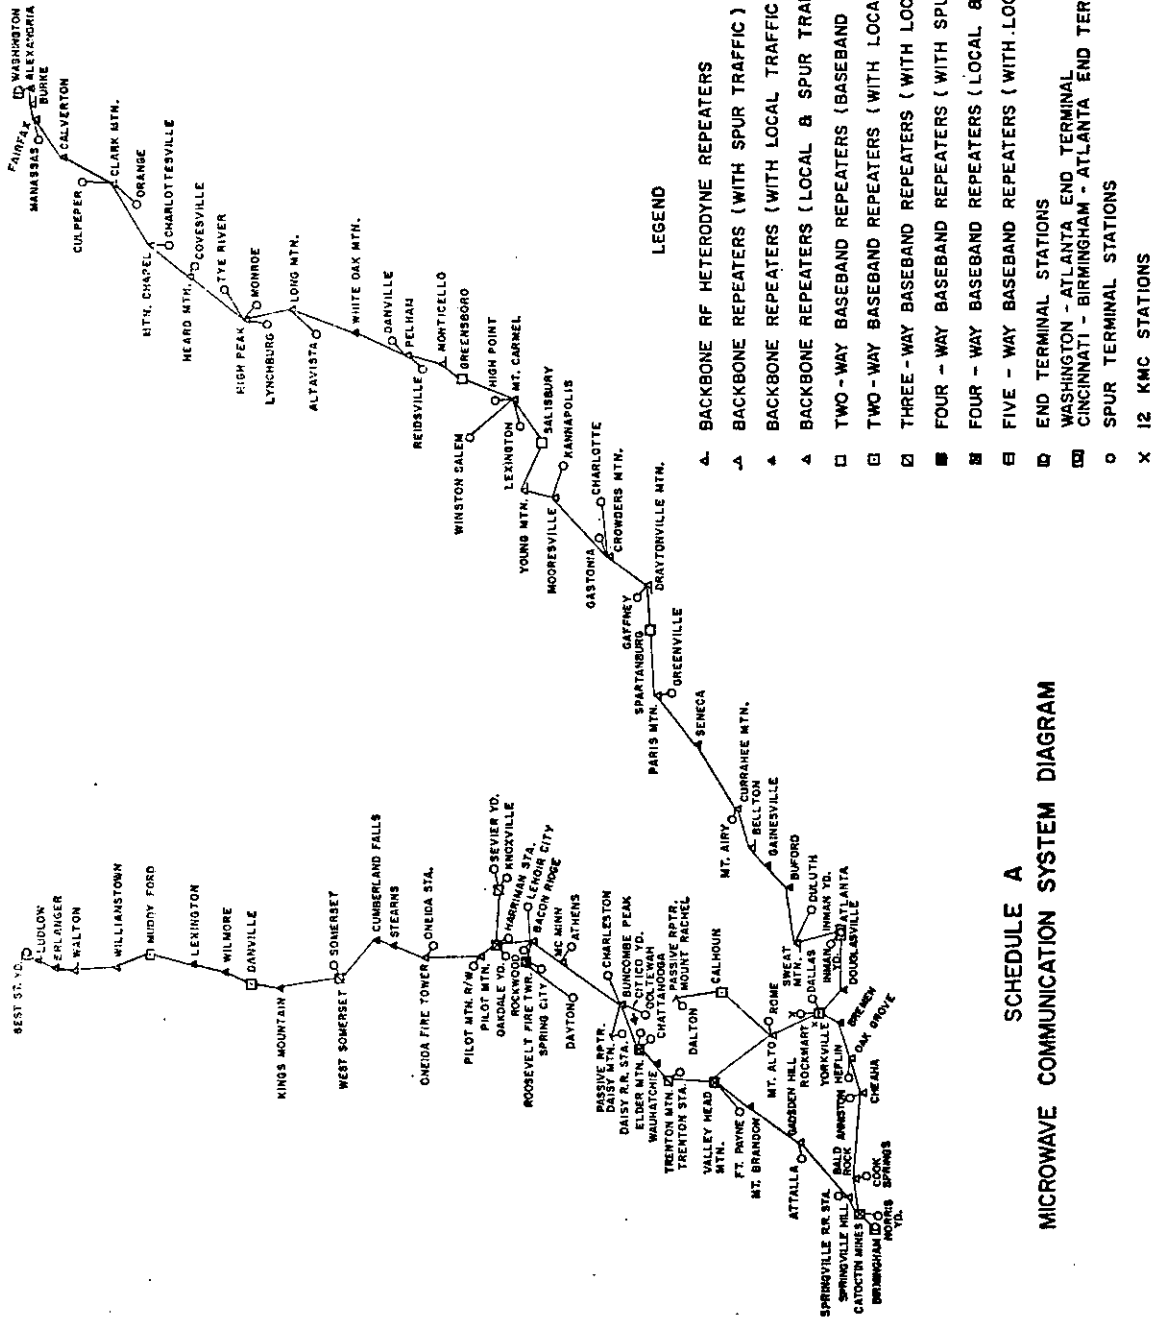 WASHINGTON
ALEXANDRIA
BURKE
FAIRFAX
MANASSAS
CALVERTON
CULPEPER
CLARK MTN.
ORANGE
MTN. CHAPEL
CHARLOTTESVILLE
HEARD MTN.
COVESVILLE
TYE RIVER
MONROE
HIGH PEAK
LYNCHBURG
LONG MTN.
ALTAVISTA
WHITE OAK MTN.
DANVILLE
PELHAM
REIDSVILLE
MONTICELLO
GREENSBORO
HIGH POINT
MT. CARMEL
WINSTON SALEM
LEXINGTON
SALISBURY
YOUNG MTN.
KANNAPOLIS
MOORESVILLE
CHARLOTTE
GASTONIA
CROWDERS MTN.
DRAYTONVILLE MTN.
GAFFNEY
SPARTANBURG
PARIS MTN.
GREENVILLE
SENECA
CURRAHEE MTN.
MT. AIRY
BELLTON
GAINESVILLE
BUFORD
DULUTH
SWEAT MTN.
INMAN YD.
ATLANTA
INMAN YD.
DOUGLASVILLE
BEST ST. YD.
LUDLOW
ERLANGER
WALTON
WILLIANSTOWN
MUDDY FORD
LEXINGTON
WILMORE
DANVILLE
KINGS MOUNTAIN
SOMERSET
WEST SOMERSET
CUMBERLAND FALLS
STEARNS
ONEIDA STA.
ONEIDA FIRE TOWER
PILOT MTN. R/W
PILOT MTN.
SEVIER YD.
KNOXVILLE
OAKDALE YD.
HARRIMAN STA.
ROCKWOOD
LENOIR CITY
ROOSEVELT FIRE TWR.
BACON RIDGE
SPRING CITY
MC MINN
ATHENS
DAYTON
CHARLESTON
PASSIVE RPTR.
DAISY MTN.
BUNCOMBE PEAK
DAISY R.R. STA.
CITICO YD.
OOLTEWAH
ELDER MTN.
CHATTANOOGA
WAUHATCHIE
TRENTON MTN.
TRENTON STA.
PASSIVE RPTR.
MOUNT RACHEL
DALTON
CALHOUN
VALLEY HEAD MTN.
FT. PAYNE
MT. BRANDON
ROME
MT. ALTO
GADSDEN HILL
ATTALLA
ROCKMART
DALLAS
YORKVILLE
BREMEN
OAK GROVE
HEFLIN
ANNISTON
CHEAHA
BALD ROCK
COOK SPRINGS
SPRINGVILLE R.R. STA.
SPRINGVILLE HILL
CATOCTIN MINES
BIRMINGHAM
NORRIS YD.
LEGEND
BACKBONE RF HETERODYNE REPEATERS
BACKBONE REPEATERS (WITH SPUR TRAFFIC)
BACKBONE REPEATERS (WITH LOCAL TRAFFIC
BACKBONE REPEATERS (LOCAL & SPUR TRAF
TWO-WAY BASEBAND REPEATERS (BASEBAND
TWO-WAY BASEBAND REPEATERS (WITH LOCA
THREE-WAY BASEBAND REPEATERS (WITH LOC
FOUR-WAY BASEBAND REPEATERS (WITH SPU
FOUR-WAY BASEBAND REPEATERS (LOCAL &
FIVE-WAY BASEBAND REPEATERS (WITH LOC
END TERMINAL STATIONS
WASHINGTON-ATLANTA END TERMINAL
CINCINNATI-BIRMINGHAM-ATLANTA END TER
SPUR TERMINAL STATIONS
X 12 KMC STATIONS
SCHEDULE A
MICROWAVE COMMUNICATION SYSTEM DIAGRAM